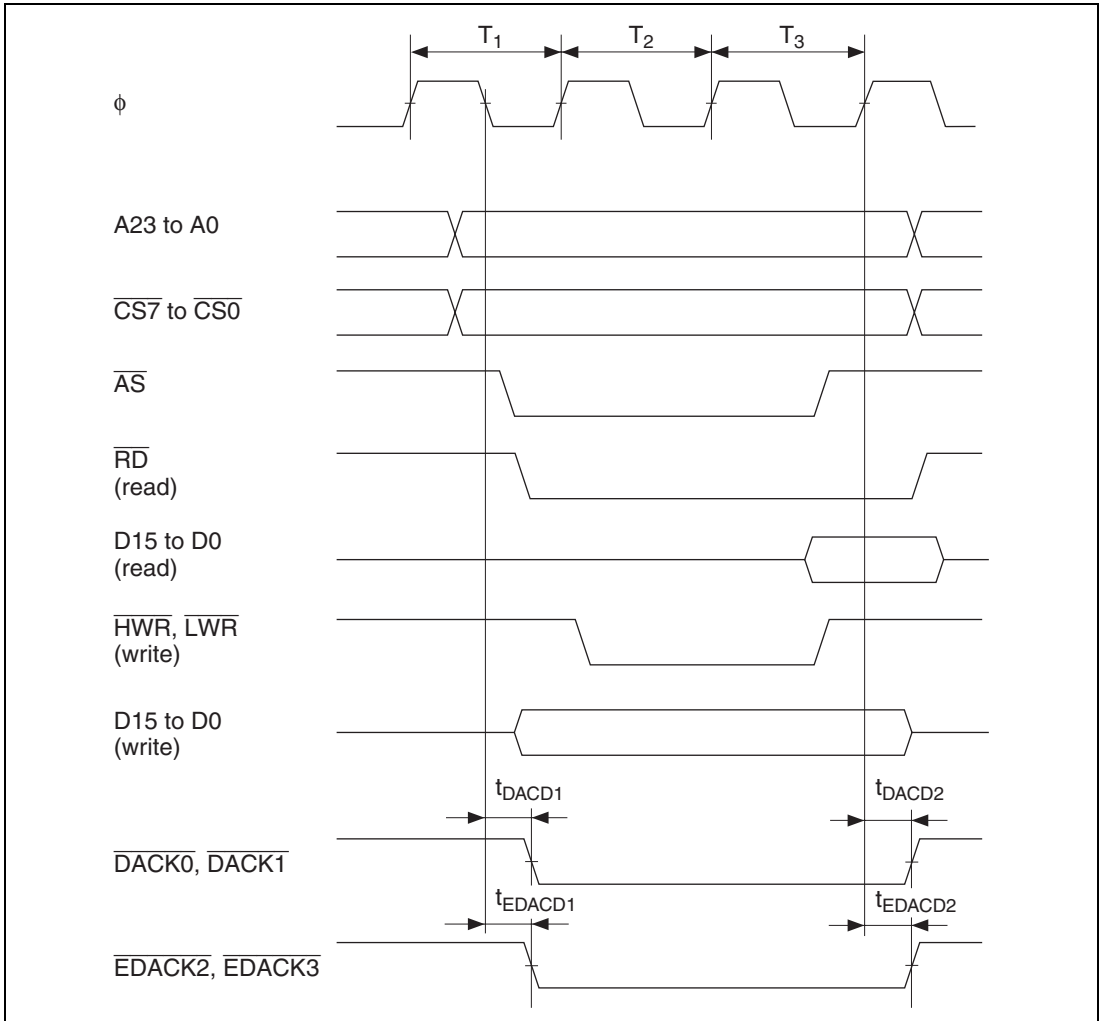 T1 T2 T3
ϕ
A23 to A0
CS7 to CS0
AS
RD
(read)
D15 to D0
(read)
HWR, LWR
(write)
D15 to D0
(write)
tDACD1 tDACD2
DACK0, DACK1
tEDACD1 tEDACD2
EDACK2, EDACK3